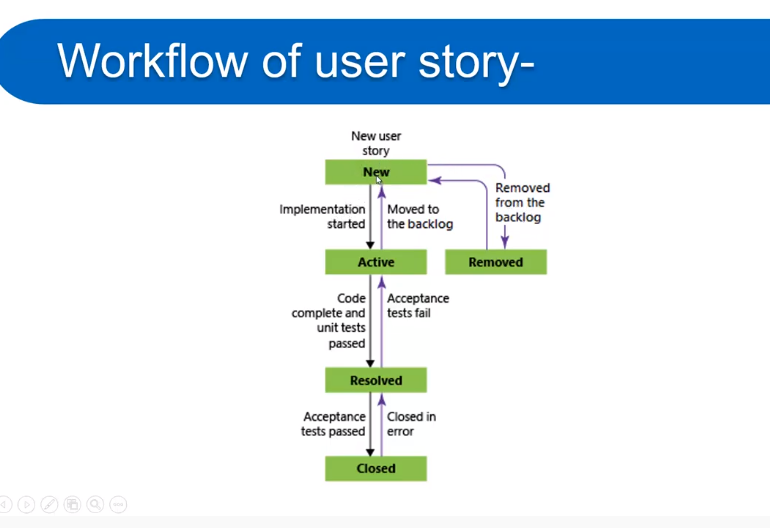 Workflow of user story-
New user
story
New
Implementation
started
Moved to
the backlog
Removed
from the
backlog
Active
Removed
Code
complete and
unit tests
passed
Acceptance
tests fail
Resolved
Acceptance
tests passed
Closed in
error
Closed